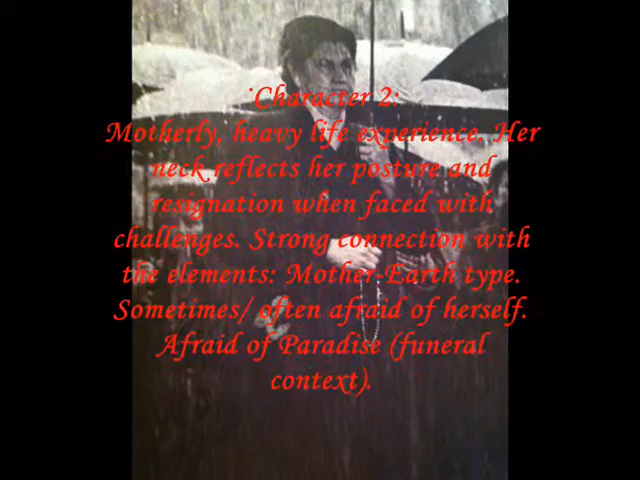 Character 2:
Motherly, heavy life experience. Her
neck reflects her posture and
resignation when faced with
challenges. Strong connection with
the elements: Mother-Earth type.
Sometimes/ often afraid of herself.
Afraid of Paradise (funeral
context).